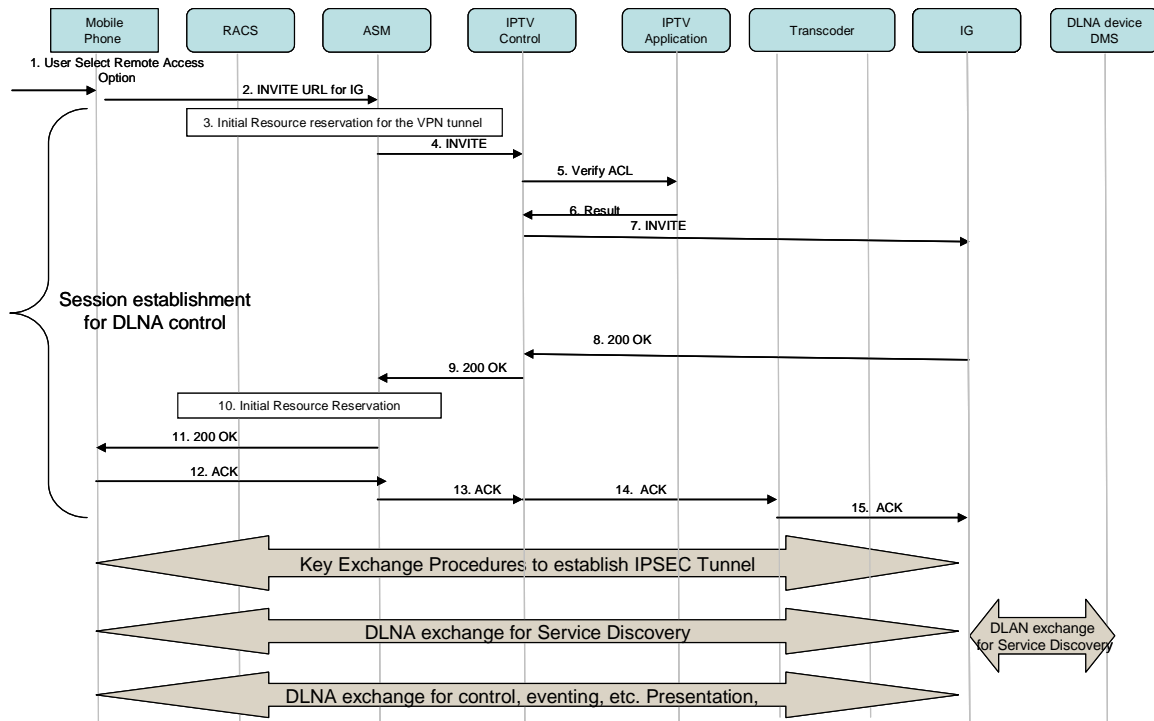 Mobile
Phone
RACS
ASM
IPTV
Control
IPTV
Application
Transcoder
IG
DLNA device
DMS
1. User Select Remote Access
Option
2. INVITE URL for IG
3. Initial Resource reservation for the VPN tunnel
4. INVITE
5. Verify ACL
6. Result
7. INVITE
Session establishment
for DLNA control
8. 200 OK
9. 200 OK
10. Initial Resource Reservation
11. 200 OK
12. ACK
13. ACK
14. ACK
15. ACK
Key Exchange Procedures to establish IPSEC Tunnel
DLNA exchange for Service Discovery
DLAN exchange
for Service Discovery
DLNA exchange for control, eventing, etc. Presentation,